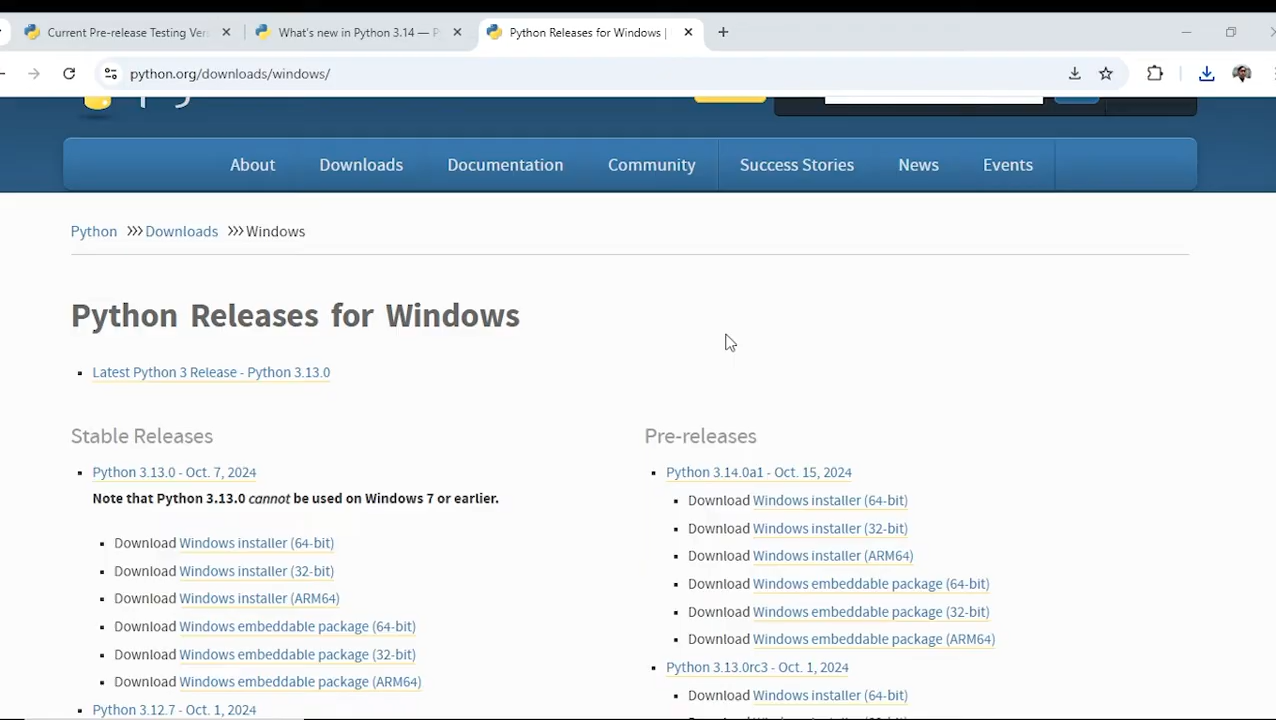 Current Pre-release Testing Ver
What's new in Python 3.14 — P
Python Releases for Windows |
python.org/downloads/windows/
About
Downloads
Documentation
Community
Success Stories
News
Events
Python >>> Downloads >>> Windows
Python Releases for Windows
Latest Python 3 Release - Python 3.13.0
Stable Releases
Python 3.13.0 - Oct. 7, 2024
Note that Python 3.13.0 cannot be used on Windows 7 or earlier.
Download Windows installer (64-bit)
Download Windows installer (32-bit)
Download Windows installer (ARM64)
Download Windows embeddable package (64-bit)
Download Windows embeddable package (32-bit)
Download Windows embeddable package (ARM64)
Python 3.12.7 - Oct. 1, 2024
Pre-releases
Python 3.14.0a1 - Oct. 15, 2024
Download Windows installer (64-bit)
Download Windows installer (32-bit)
Download Windows installer (ARM64)
Download Windows embeddable package (64-bit)
Download Windows embeddable package (32-bit)
Download Windows embeddable package (ARM64)
Python 3.13.0rc3 - Oct. 1, 2024
Download Windows installer (64-bit)